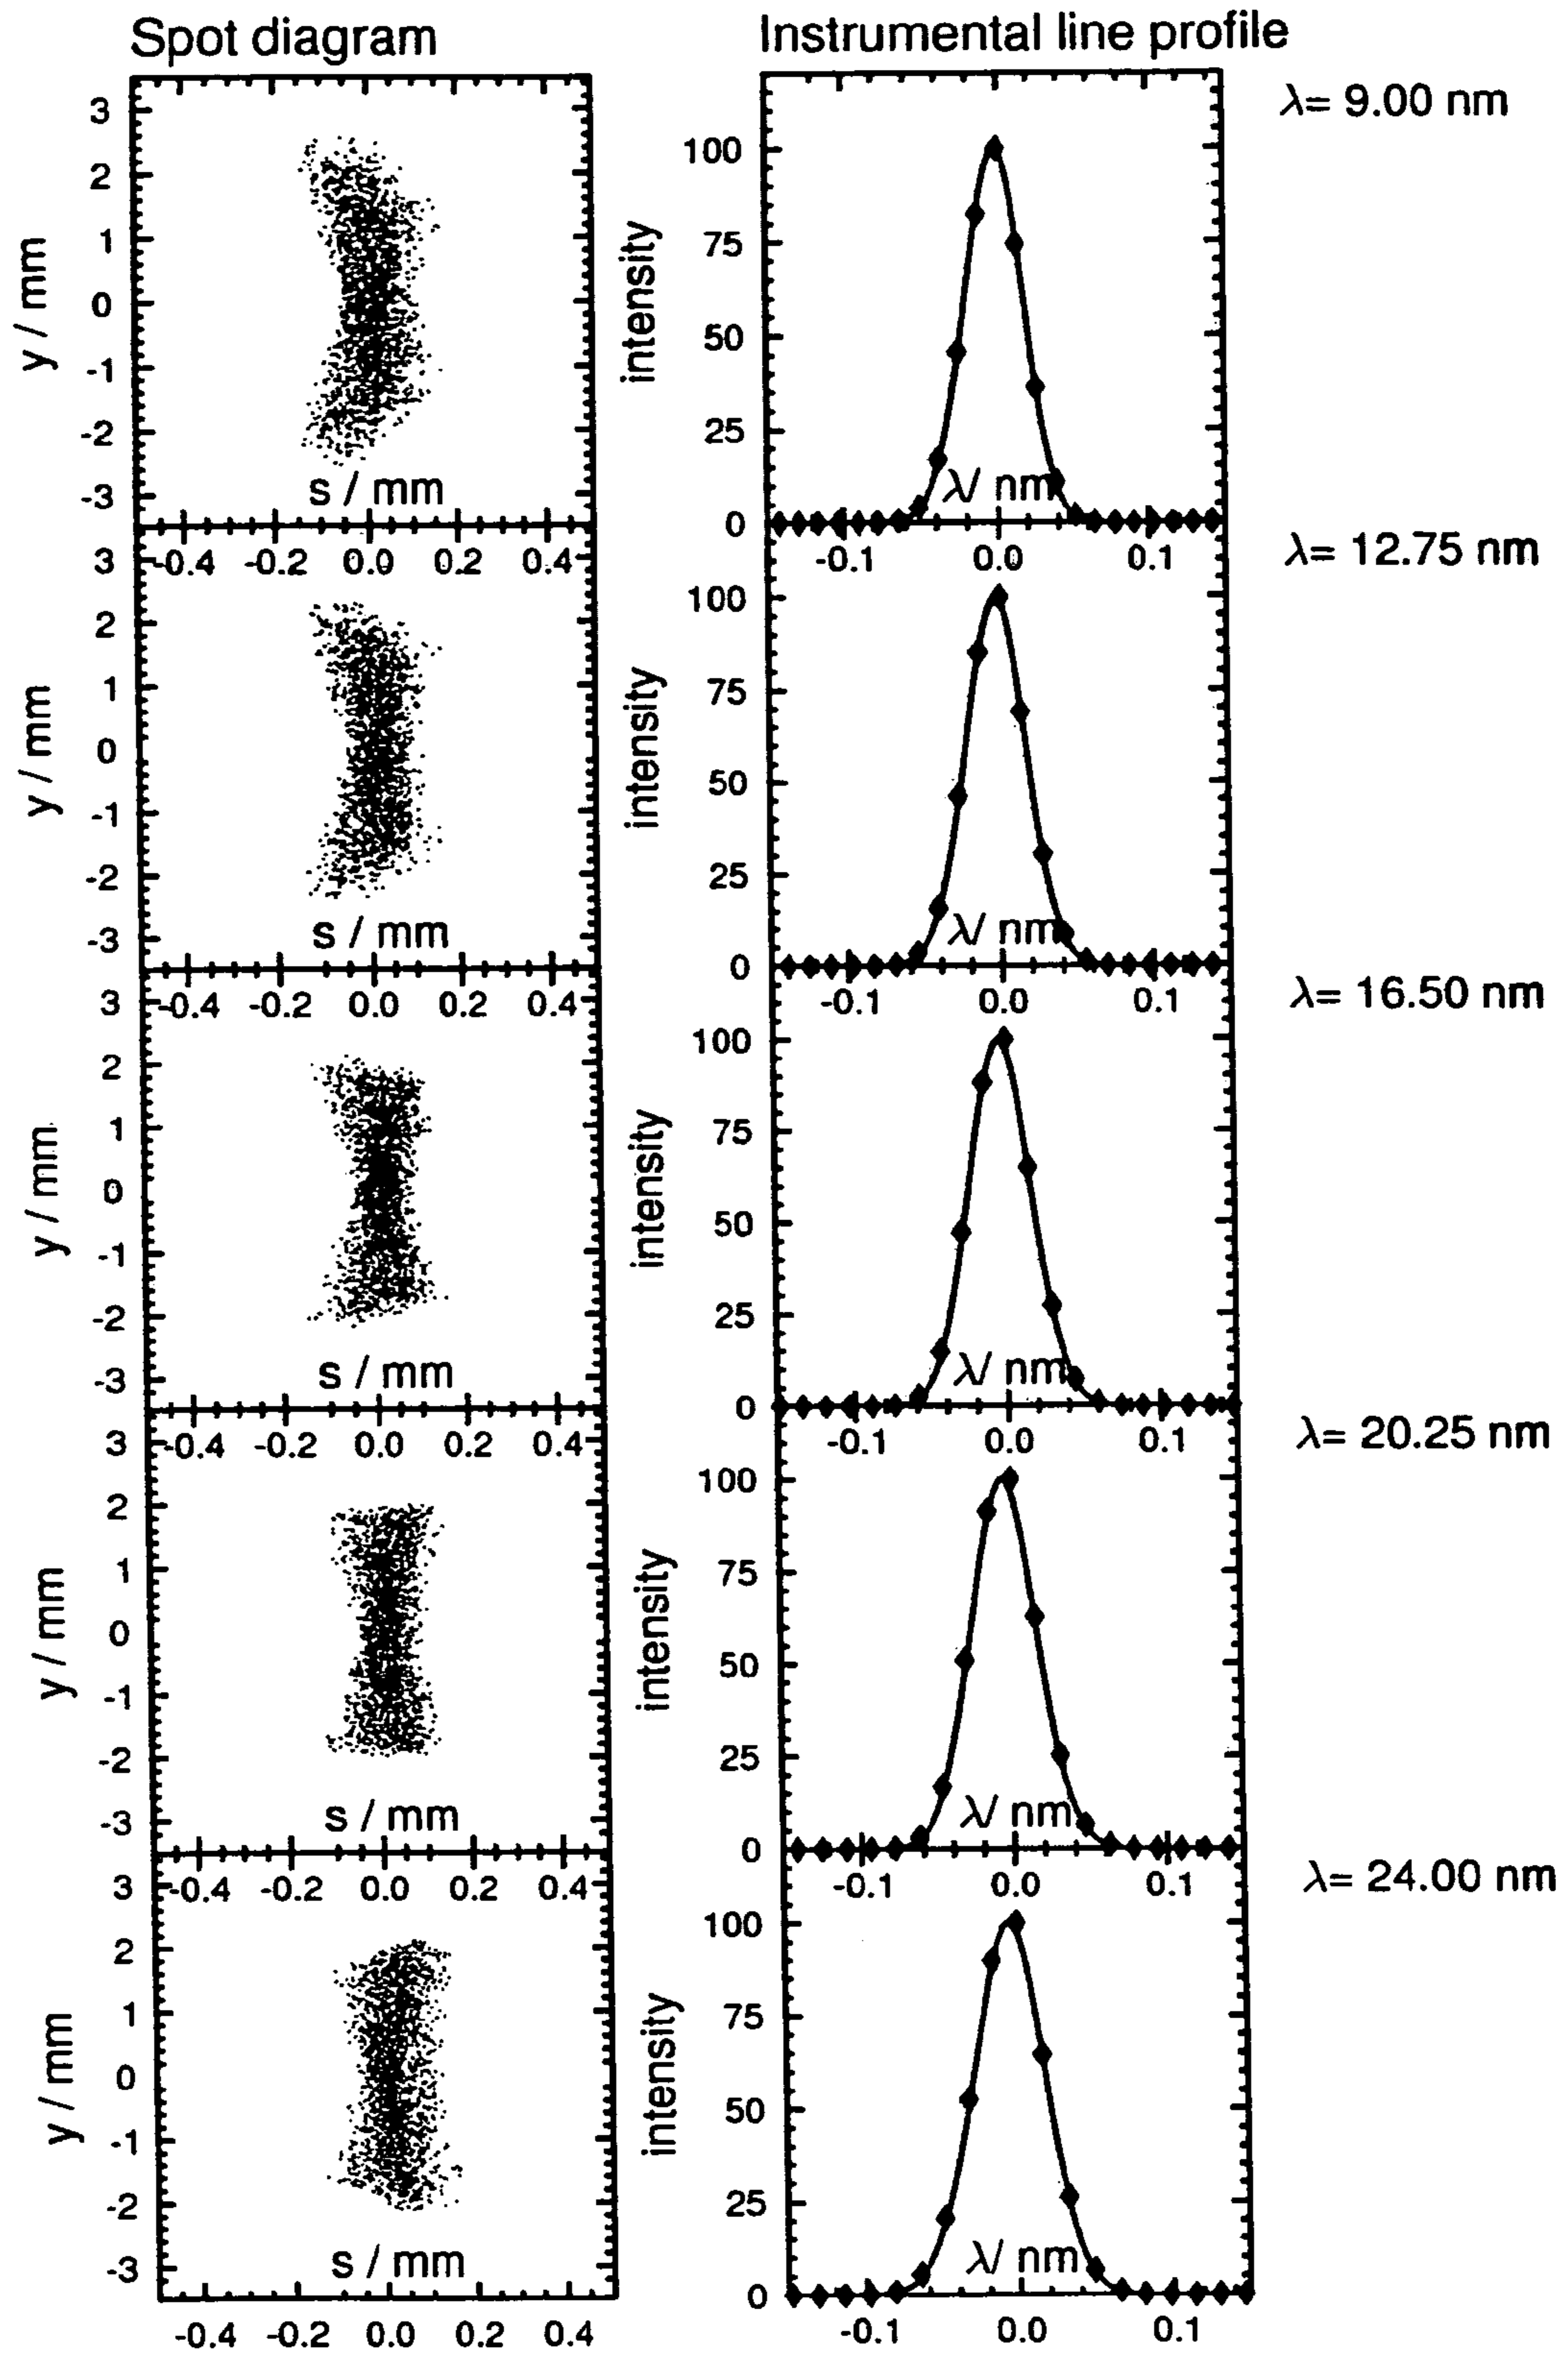 Spot diagram
Instrumental line profile
λ= 9.00 nm
y / mm
3
2
1
0
-1
-2
-3
s / mm
-0.4 -0.2 0.0 0.2 0.4
intensity
100
75
50
25
0
λ/ nm
-0.1 0.0 0.1
λ= 12.75 nm
y / mm
3
2
1
0
-1
-2
-3
s / mm
-0.4 -0.2 0.0 0.2 0.4
intensity
100
75
50
25
0
λ/ nm
-0.1 0.0 0.1
λ= 16.50 nm
y / mm
3
2
1
0
-1
-2
-3
s / mm
-0.4 -0.2 0.0 0.2 0.4
intensity
100
75
50
25
0
λ/ nm
-0.1 0.0 0.1
λ= 20.25 nm
y / mm
3
2
1
0
-1
-2
-3
s / mm
-0.4 -0.2 0.0 0.2 0.4
intensity
100
75
50
25
0
λ/ nm
-0.1 0.0 0.1
λ= 24.00 nm
y / mm
3
2
1
0
-1
-2
-3
s / mm
-0.4 -0.2 0.0 0.2 0.4
intensity
100
75
50
25
0
λ/ nm
-0.1 0.0 0.1